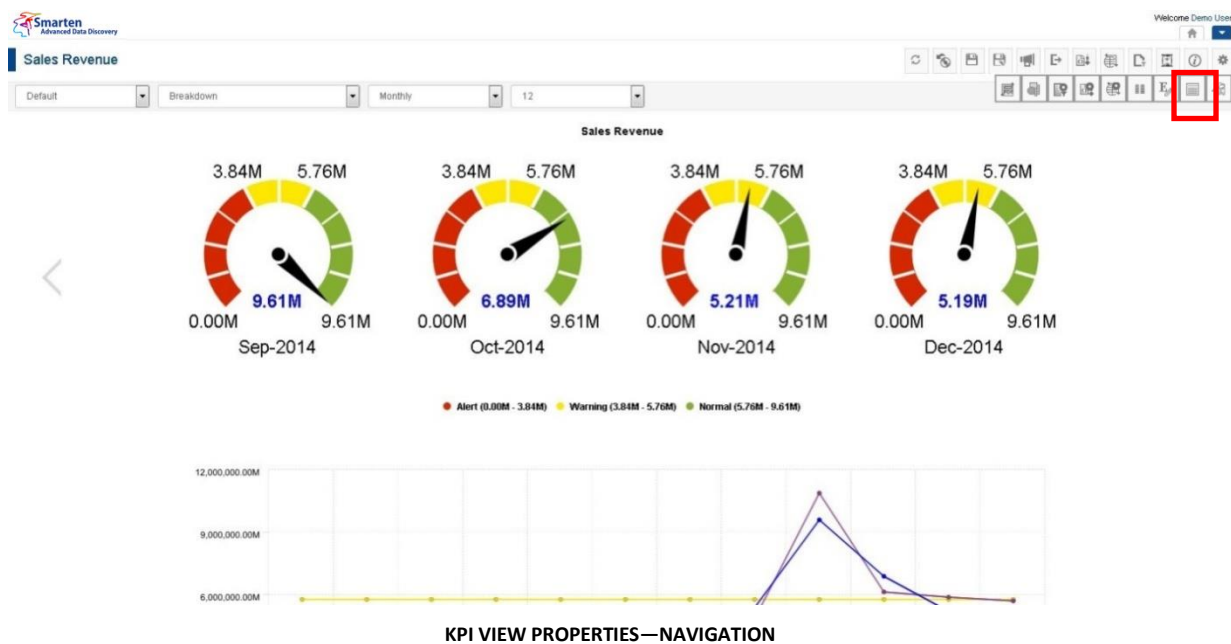 Smarten
Advanced Data Discovery
Welcome Demo User
Sales Revenue
Default
Breakdown
Monthly
12
Sales Revenue
3.84M 5.76M 3.84M 5.76M 3.84M 5.76M 3.84M 5.76M
9.61M 6.89M 5.21M 5.19M
0.00M 9.61M 0.00M 9.61M 0.00M 9.61M 0.00M 9.61M
Sep-2014 Oct-2014 Nov-2014 Dec-2014
Alert (0.00M - 3.84M) Warning (3.84M - 5.76M) Normal (5.76M - 9.61M)
12,000,000.00M
9,000,000.00M
6,000,000.00M
KPI VIEW PROPERTIES—NAVIGATION